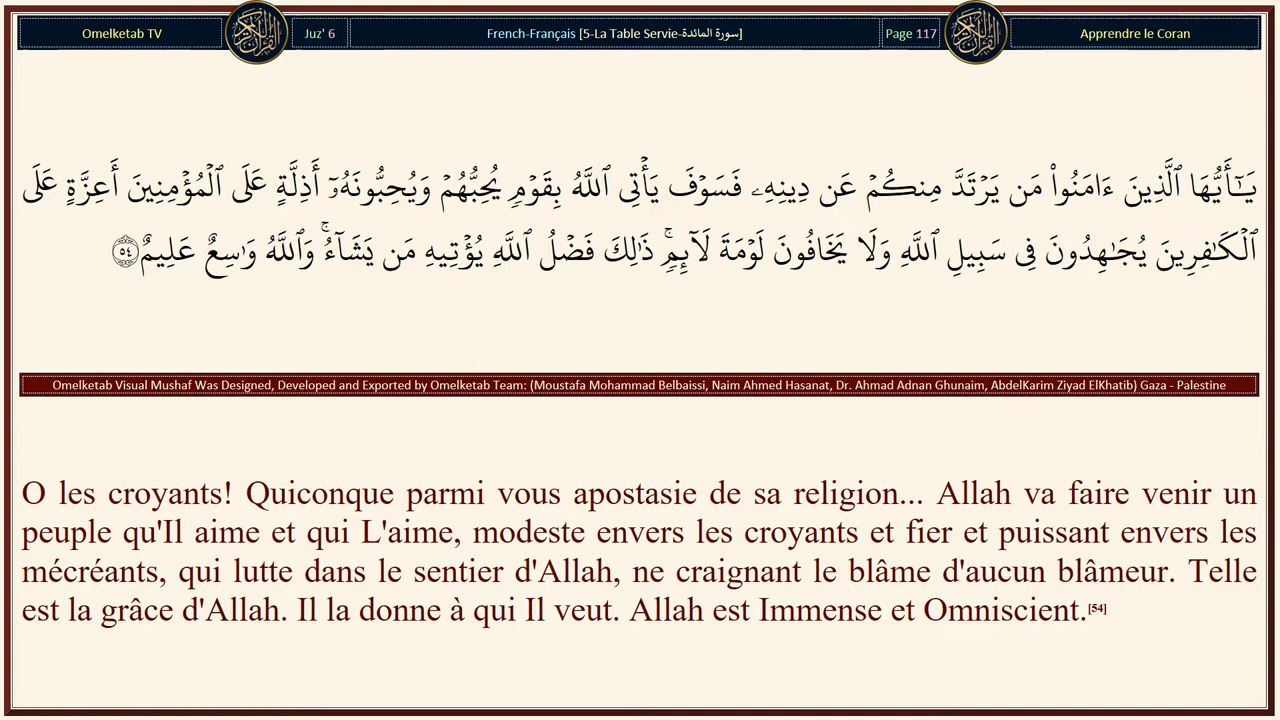 Omelketab TV
Juz' 6
French-Français [5-La Table Servie-سورة المائدة]
Page 117
Apprendre le Coran
يَـٰٓأَيُّهَا ٱلَّذِينَ ءَامَنُوا۟ مَن يَرْتَدَّ مِنكُمْ عَن دِينِهِۦ فَسَوْفَ يَأْتِى ٱللَّهُ بِقَوْمٍ يُحِبُّهُمْ وَيُحِبُّونَهُۥٓ أَذِلَّةٍ عَلَى ٱلْمُؤْمِنِينَ أَعِزَّةٍ عَلَى
ٱلْكَـٰفِرِينَ يُجَـٰهِدُونَ فِى سَبِيلِ ٱللَّهِ وَلَا يَخَافُونَ لَوْمَةَ لَآئِمٍ ۚ ذَٰلِكَ فَضْلُ ٱللَّهِ يُؤْتِيهِ مَن يَشَآءُ ۚ وَٱللَّهُ وَٰسِعٌ عَلِيمٌ ٥٤
Omelketab Visual Mushaf Was Designed, Developed and Exported by Omelketab Team: (Moustafa Mohammad Belbaissi, Naim Ahmed Hasanat, Dr. Ahmad Adnan Ghunaim, AbdelKarim Ziyad ElKhatib) Gaza - Palestine
O les croyants! Quiconque parmi vous apostasie de sa religion... Allah va faire venir un
peuple qu'Il aime et qui L'aime, modeste envers les croyants et fier et puissant envers les
mécréants, qui lutte dans le sentier d'Allah, ne craignant le blâme d'aucun blâmeur. Telle
est la grâce d'Allah. Il la donne à qui Il veut. Allah est Immense et Omniscient.[54]